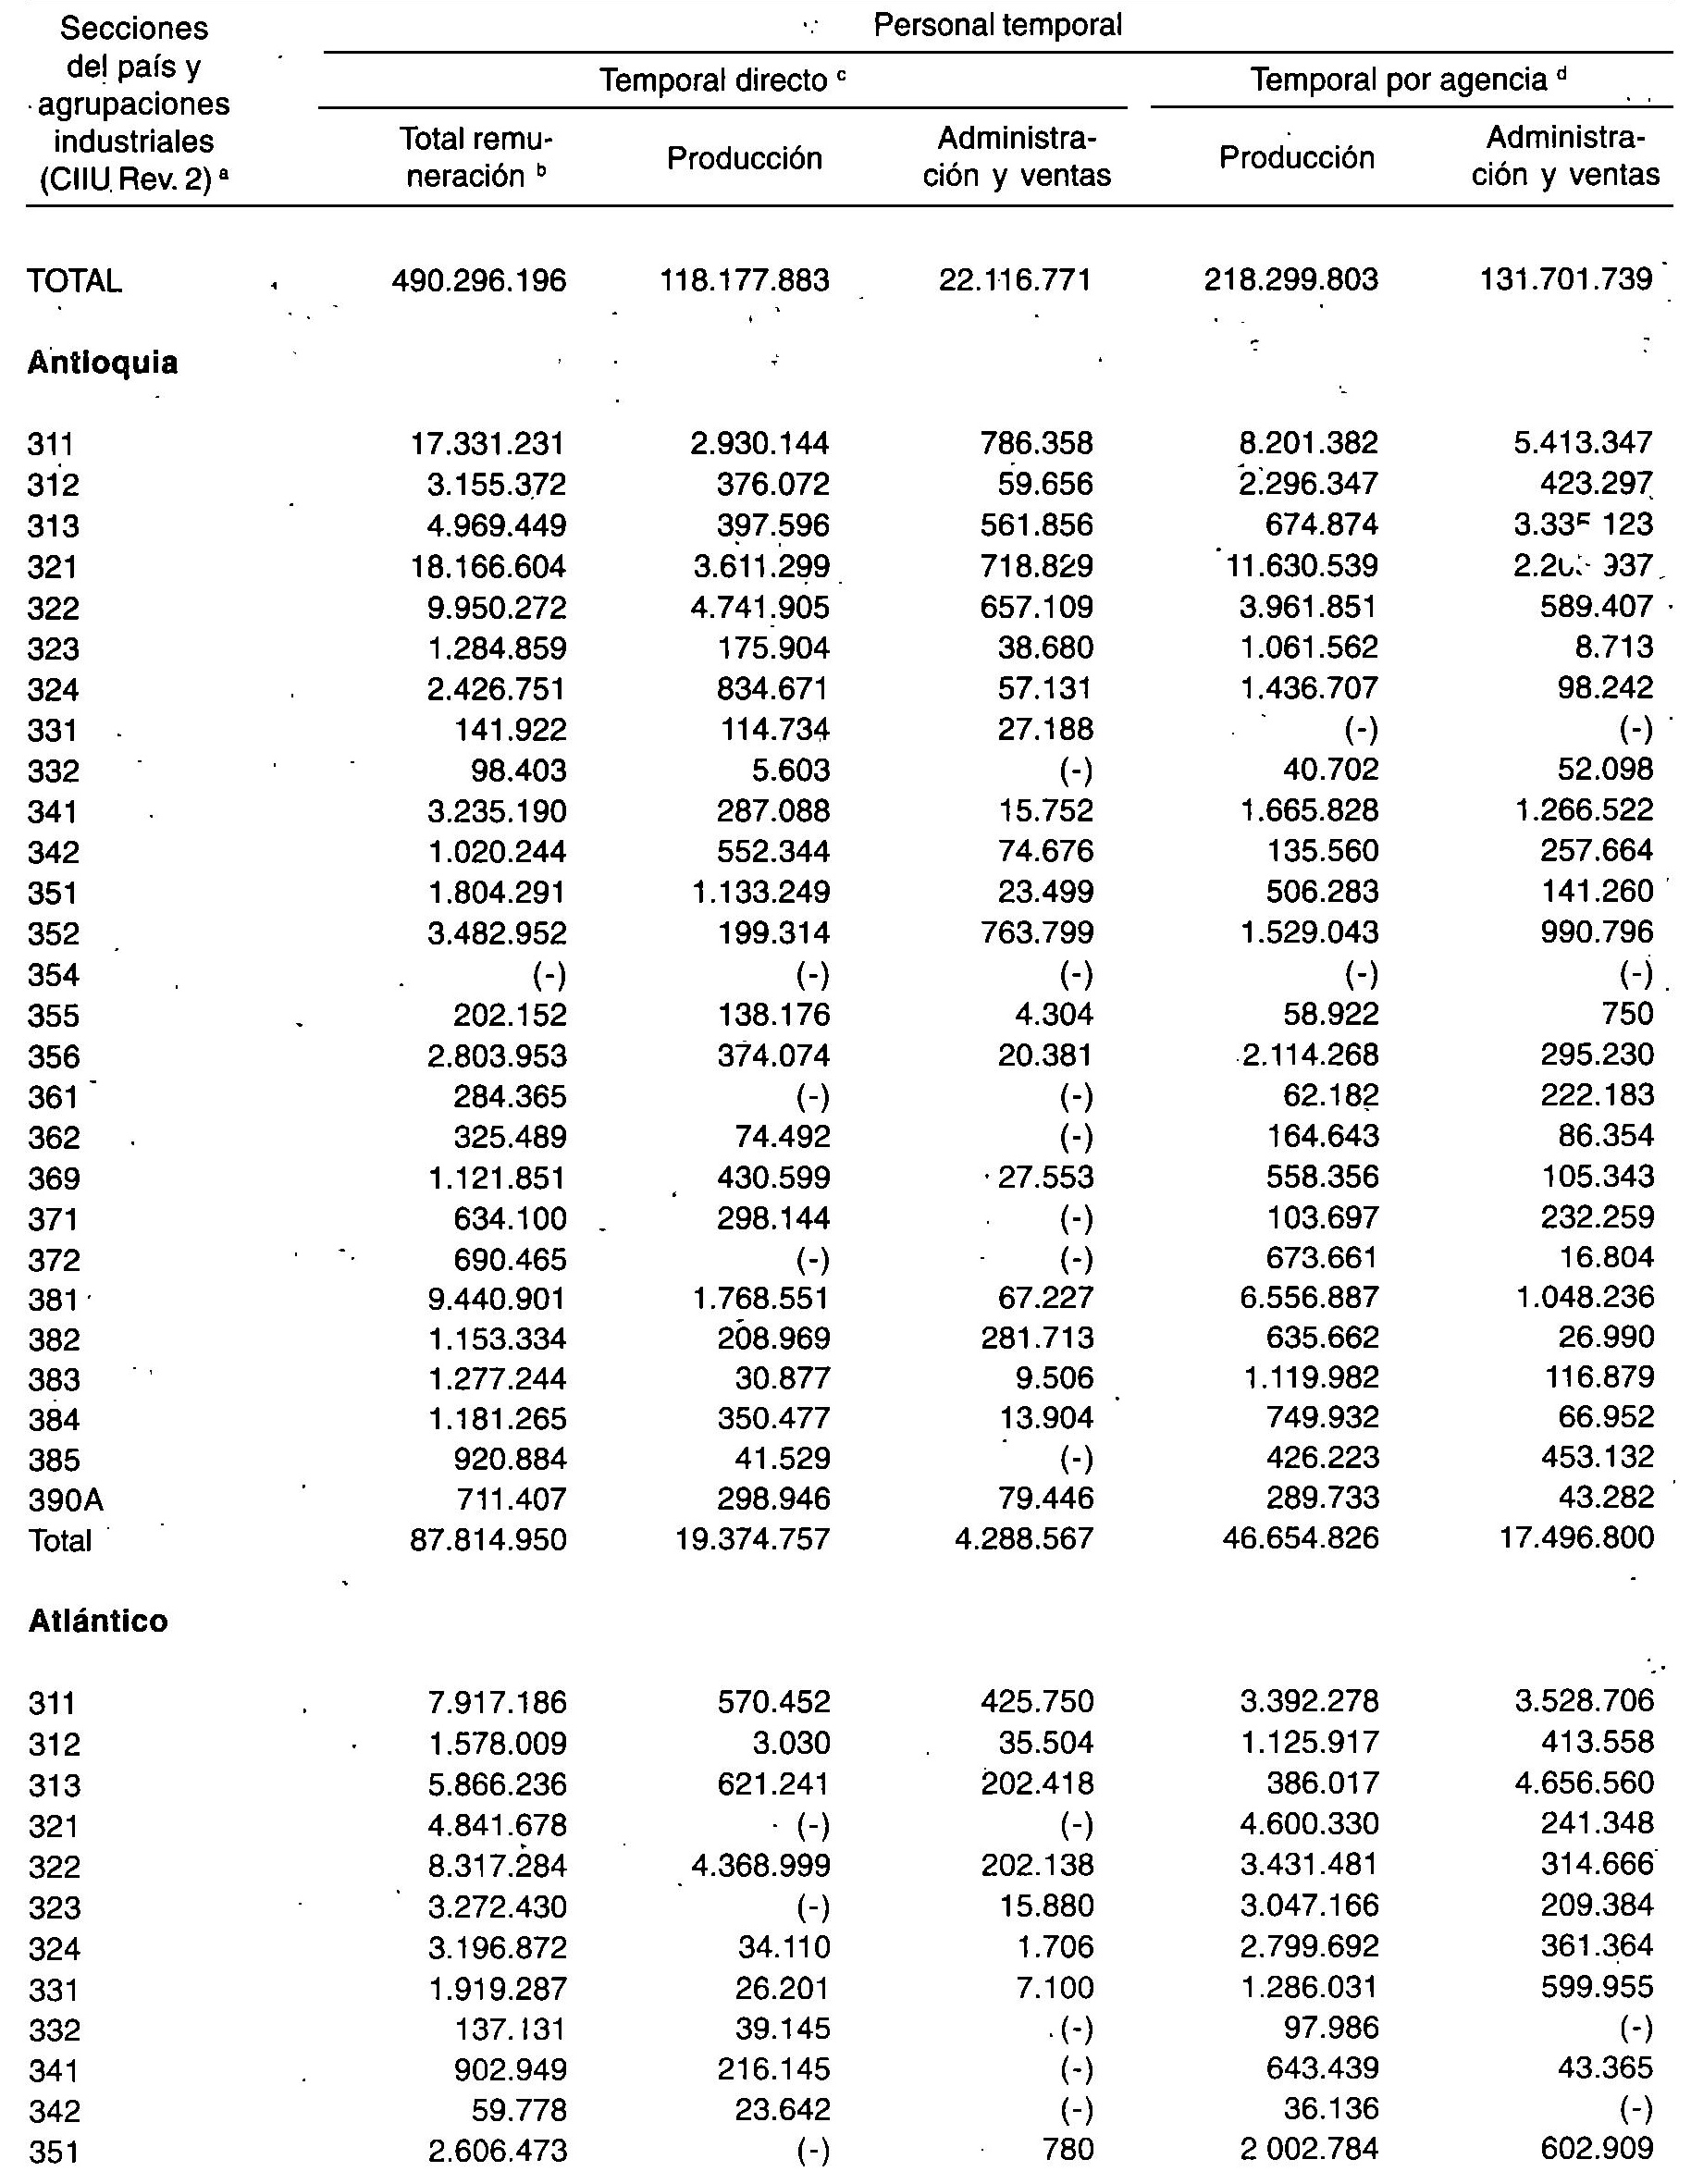 Secciones del país y agrupaciones industriales (CIIU Rev. 2) a
Personal temporal
Temporal directo c
Temporal por agencia d
Total remuneración b
Producción
Administración y ventas
Producción
Administración y ventas
TOTAL 490.296.196 118.177.883 22.116.771 218.299.803 131.701.739
Antioquia
311 17.331.231 2.930.144 786.358 8.201.382 5.413.347
312 3.155.372 376.072 59.656 2.296.347 423.297
313 4.969.449 397.596 561.856 674.874 3.335 123
321 18.166.604 3.611.299 718.829 11.630.539
322 9.950.272 4.741.905 657.109 3.961.851 589.407
323 1.284.859 175.904 38.680 1.061.562 8.713
324 2.426.751 834.671 57.131 1.436.707 98.242
331 141.922 114.734 27.188 (-) (-)
332 98.403 5.603 (-) 40.702 52.098
341 3.235.190 287.088 15.752 1.665.828 1.266.522
342 1.020.244 552.344 74.676 135.560 257.664
351 1.804.291 1.133.249 23.499 506.283 141.260
352 3.482.952 199.314 763.799 1.529.043 990.796
354 (-) (-) (-) (-) (-)
355 202.152 138.176 4.304 58.922 750
356 2.803.953 374.074 20.381 2.114.268 295.230
361 284.365 (-) (-) 62.182 222.183
362 325.489 74.492 (-) 164.643 86.354
369 1.121.851 430.599 27.553 558.356 105.343
371 634.100 298.144 (-) 103.697 232.259
372 690.465 (-) (-) 673.661 16.804
381 9.440.901 1.768.551 67.227 6.556.887 1.048.236
382 1.153.334 208.969 281.713 635.662 26.990
383 1.277.244 30.877 9.506 1.119.982 116.879
384 1.181.265 350.477 13.904 749.932 66.952
385 920.884 41.529 (-) 426.223 453.132
390A 711.407 298.946 79.446 289.733 43.282
Total 87.814.950 19.374.757 4.288.567 46.654.826 17.496.800
Atlántico
311 7.917.186 570.452 425.750 3.392.278 3.528.706
312 1.578.009 3.030 35.504 1.125.917 413.558
313 5.866.236 621.241 202.418 386.017 4.656.560
321 4.841.678 (-) (-) 4.600.330 241.348
322 8.317.284 4.368.999 202.138 3.431.481 314.666
323 3.272.430 (-) 15.880 3.047.166 209.384
324 3.196.872 34.110 1.706 2.799.692 361.364
331 1.919.287 26.201 7.100 1.286.031 599.955
332 137.131 39.145 (-) 97.986 (-)
341 902.949 216.145 (-) 643.439 43.365
342 59.778 23.642 (-) 36.136 (-)
351 2.606.473 (-) 780 2 002.784 602.909